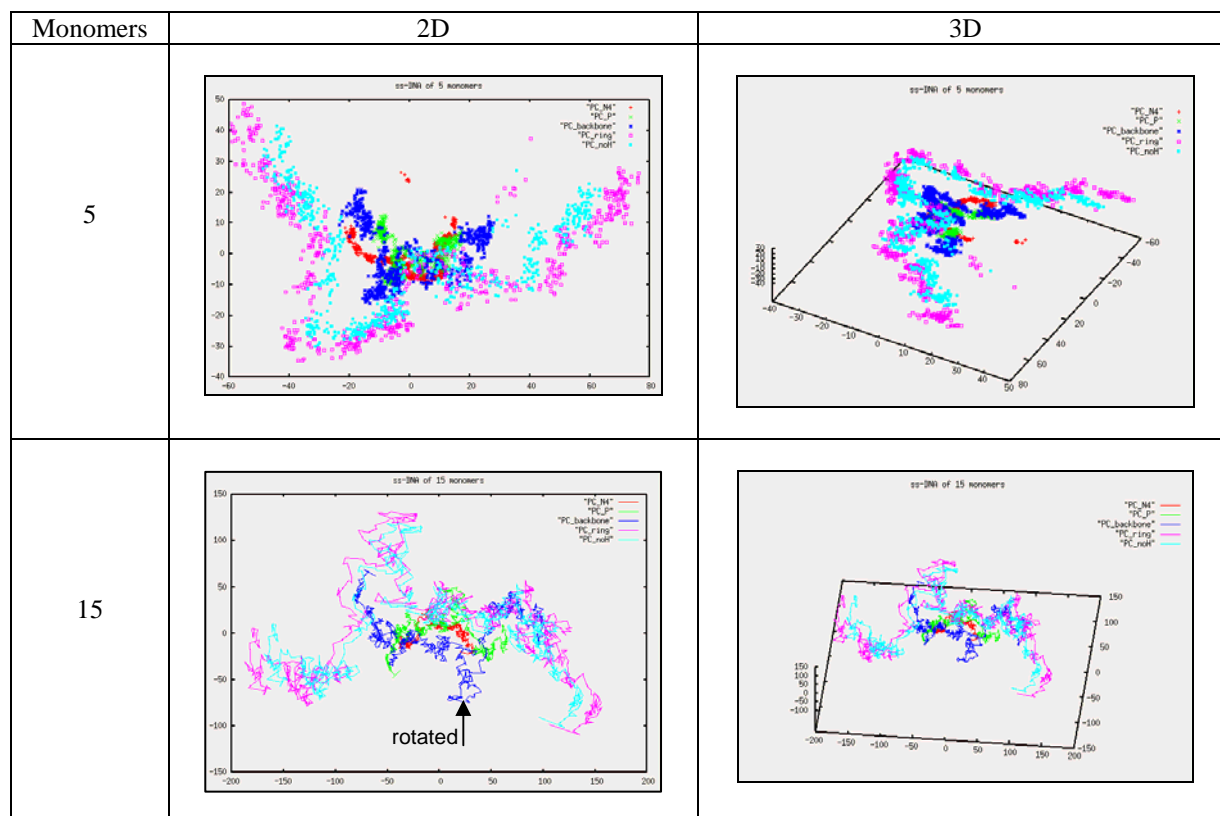 Monomers 2D 3D
5
ss-DNA of 5 monomers
"PC_N4"
"PC_P"
"PC_backbone"
"PC_ring"
"PC_noH"
50
40
30
20
10
0
-10
-20
-30
-40
-60 -40 -20 0 20 40 60 80
ss-DNA of 5 monomers
"PC_N4"
"PC_P"
"PC_backbone"
"PC_ring"
"PC_noH"
-40 -30 -20 -10 0 10 20 30 40 50
-60
-40
-20
0
20
40
60
80
15
ss-DNA of 15 monomers
"PC_N4"
"PC_P"
"PC_backbone"
"PC_ring"
"PC_noH"
150
100
50
0
-50
-100
-150
-200 -150 -100 -50 0 50 100 150 200
rotated
ss-DNA of 15 monomers
"PC_N4"
"PC_P"
"PC_backbone"
"PC_ring"
"PC_noH"
150
100
50
0
-50
-100
-200 -150 -100 -50 0 50 100 150 200
150
100
50
0
-50
-100
-150